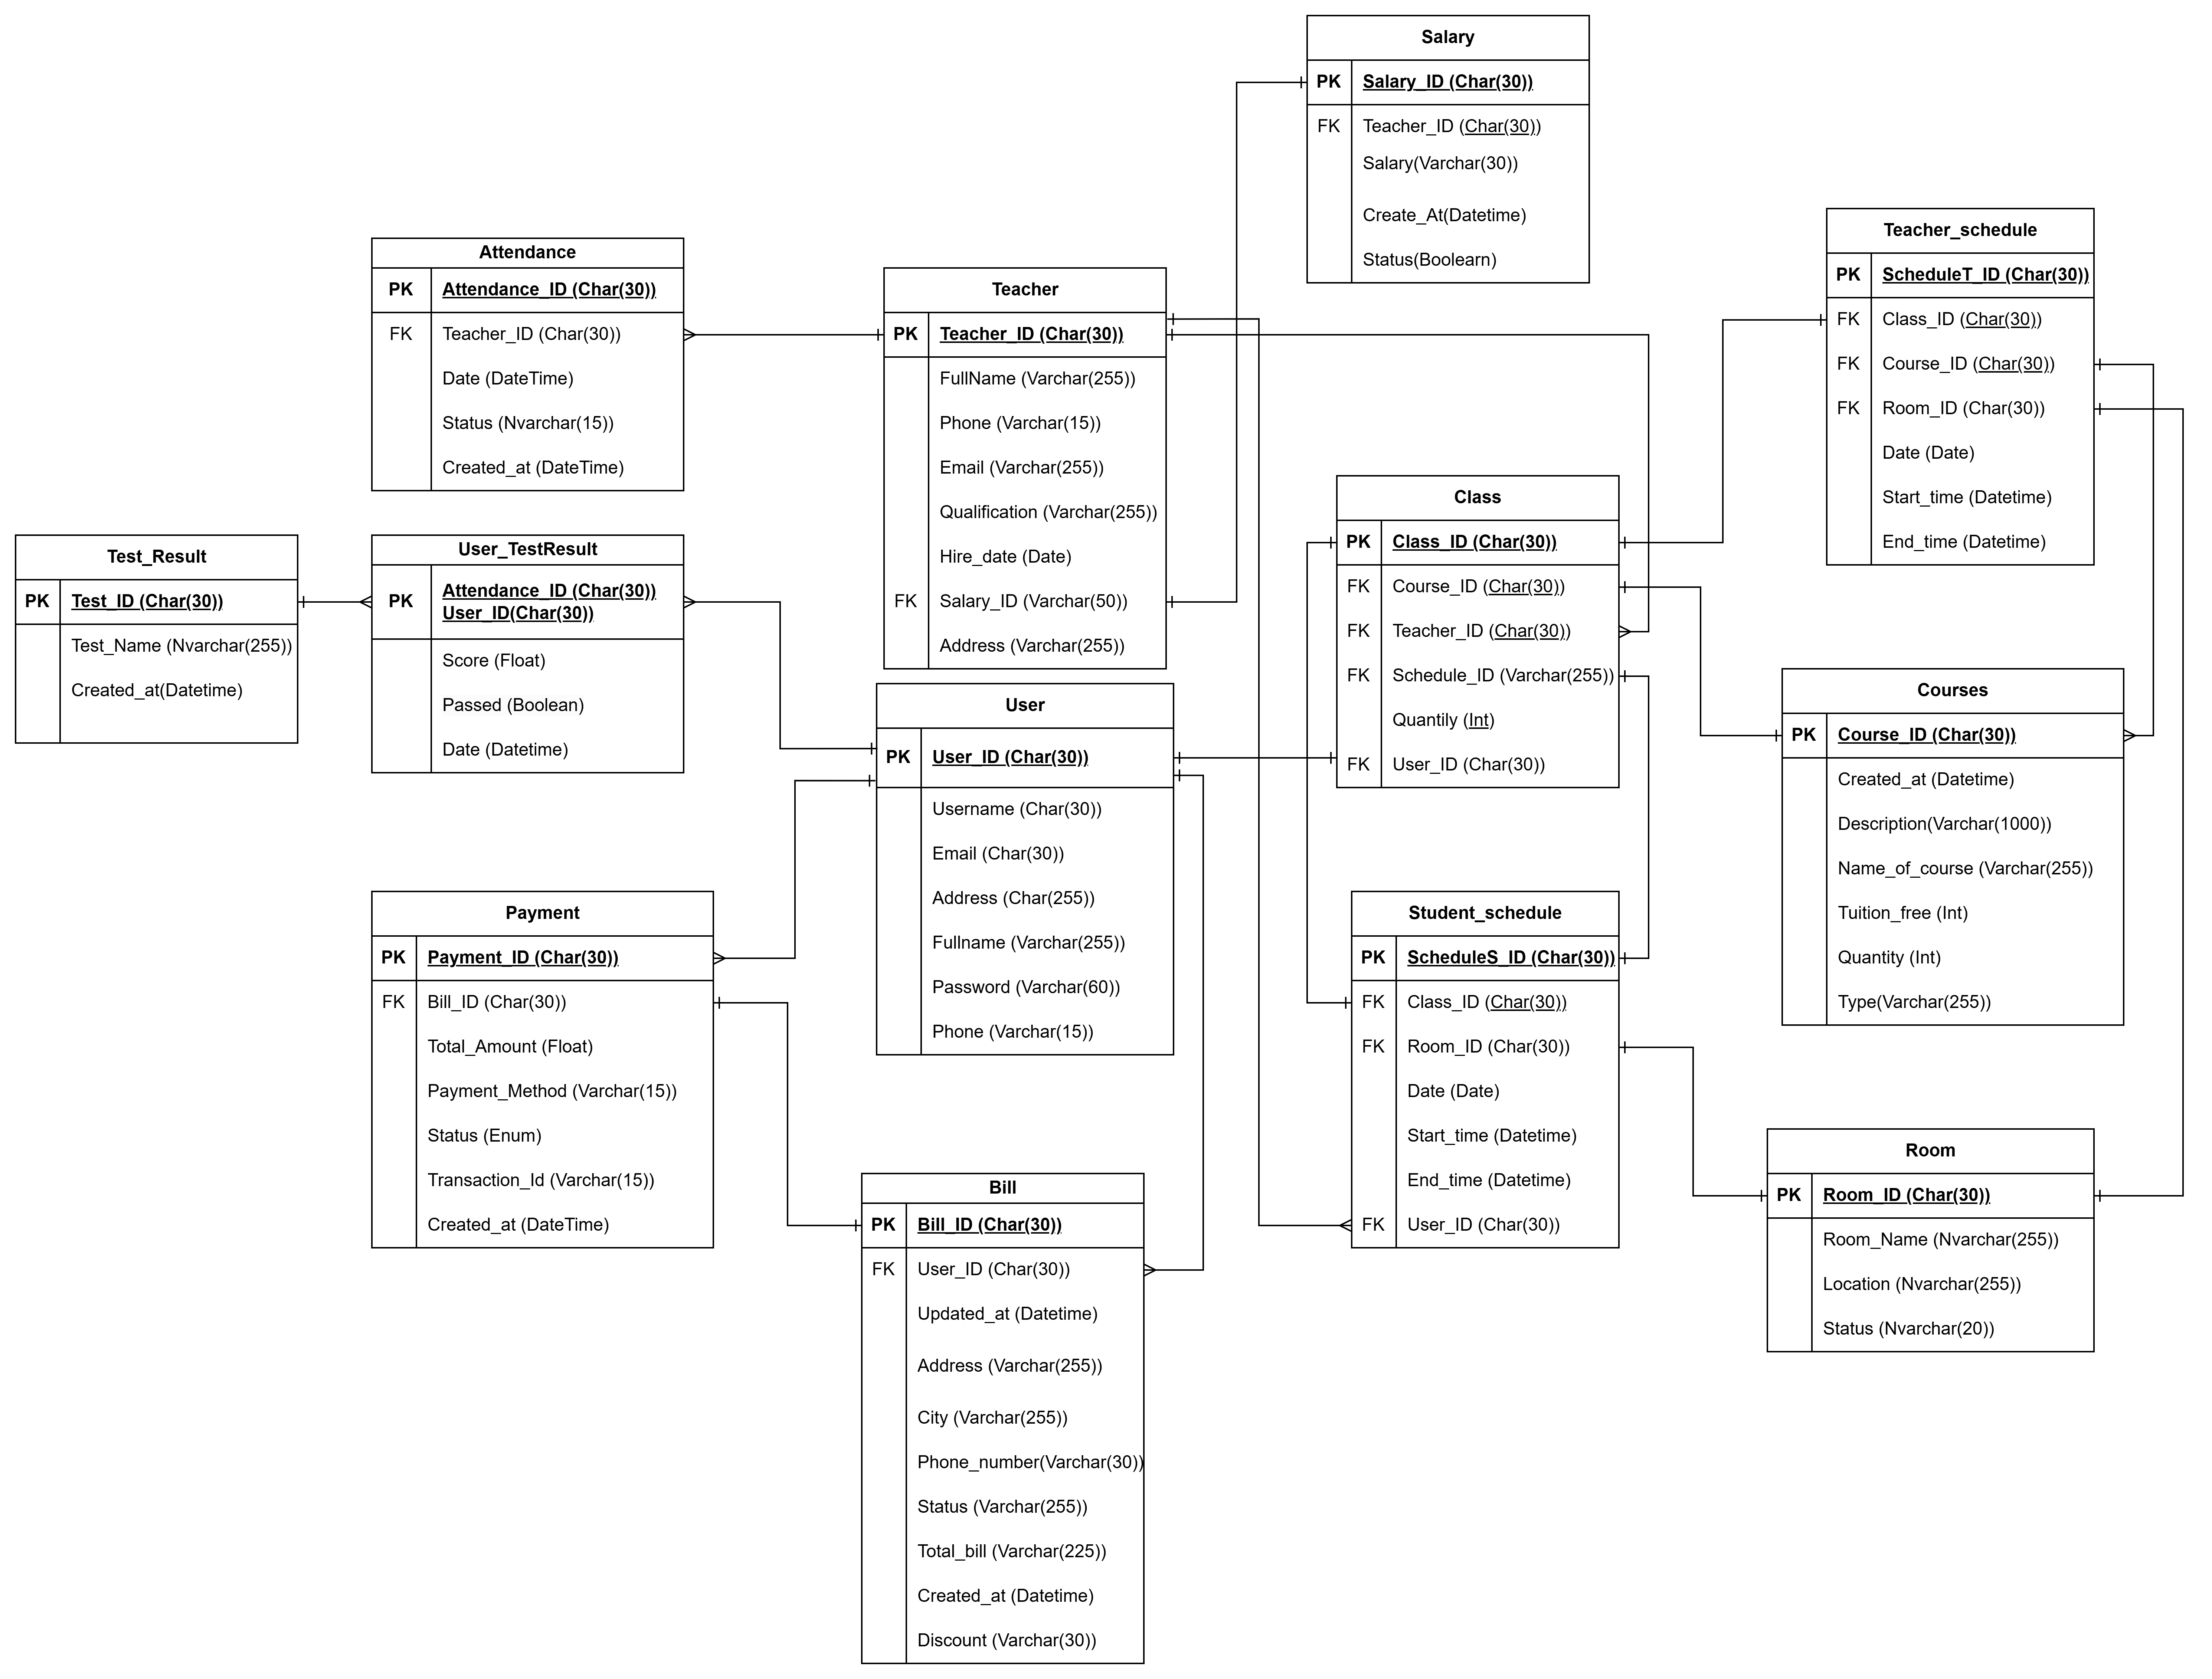 Salary
PK Salary_ID (Char(30))
FK Teacher_ID (Char(30))
Salary(Varchar(30))
Create_At(Datetime)
Status(Boolearn)
Teacher_schedule
PK ScheduleT_ID (Char(30))
FK Class_ID (Char(30))
FK Course_ID (Char(30))
FK Room_ID (Char(30))
Date (Date)
Start_time (Datetime)
End_time (Datetime)
Attendance
PK Attendance_ID (Char(30))
FK Teacher_ID (Char(30))
Date (DateTime)
Status (Nvarchar(15))
Created_at (DateTime)
Teacher
PK Teacher_ID (Char(30))
FullName (Varchar(255))
Phone (Varchar(15))
Email (Varchar(255))
Qualification (Varchar(255))
Hire_date (Date)
FK Salary_ID (Varchar(50))
Address (Varchar(255))
Class
PK Class_ID (Char(30))
FK Course_ID (Char(30))
FK Teacher_ID (Char(30))
FK Schedule_ID (Varchar(255))
Quantily (Int)
FK User_ID (Char(30))
Test_Result
PK Test_ID (Char(30))
Test_Name (Nvarchar(255))
Created_at(Datetime)
User_TestResult
PK Attendance_ID (Char(30))
User_ID(Char(30))
Score (Float)
Passed (Boolean)
Date (Datetime)
User
PK User_ID (Char(30))
Username (Char(30))
Email (Char(30))
Address (Char(255))
Fullname (Varchar(255))
Password (Varchar(60))
Phone (Varchar(15))
Courses
PK Course_ID (Char(30))
Created_at (Datetime)
Description(Varchar(1000))
Name_of_course (Varchar(255))
Tuition_free (Int)
Quantity (Int)
Type(Varchar(255))
Payment
PK Payment_ID (Char(30))
FK Bill_ID (Char(30))
Total_Amount (Float)
Payment_Method (Varchar(15))
Status (Enum)
Transaction_Id (Varchar(15))
Created_at (DateTime)
Student_schedule
PK ScheduleS_ID (Char(30))
FK Class_ID (Char(30))
FK Room_ID (Char(30))
Date (Date)
Start_time (Datetime)
End_time (Datetime)
FK User_ID (Char(30))
Room
PK Room_ID (Char(30))
Room_Name (Nvarchar(255))
Location (Nvarchar(255))
Status (Nvarchar(20))
Bill
PK Bill_ID (Char(30))
FK User_ID (Char(30))
Updated_at (Datetime)
Address (Varchar(255))
City (Varchar(255))
Phone_number(Varchar(30))
Status (Varchar(255))
Total_bill (Varchar(225))
Created_at (Datetime)
Discount (Varchar(30))